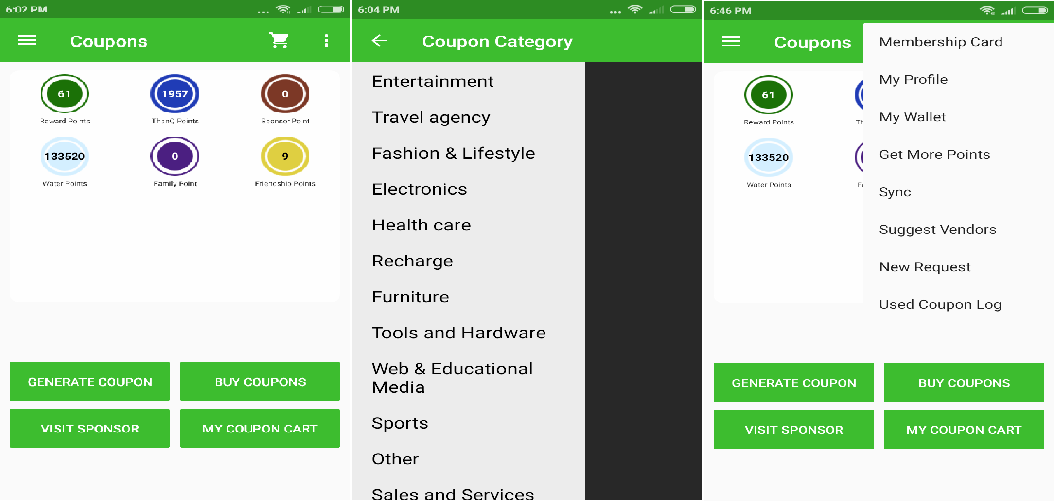 6:02 PM
Coupons
61
1957
0
Reward Points
ThanQ Points
Sponsor Point
133520
0
9
Water Points
Family Point
Friendship Points
GENERATE COUPON
BUY COUPONS
VISIT SPONSOR
MY COUPON CART
6:04 PM
Coupon Category
Entertainment
Travel agency
Fashion & Lifestyle
Electronics
Health care
Recharge
Furniture
Tools and Hardware
Web & Educational
Media
Sports
Other
Sales and Services
6:46 PM
Coupons
61
Reward Points
Th
133520
Water Points
Fa
Membership Card
My Profile
My Wallet
Get More Points
Sync
Suggest Vendors
New Request
Used Coupon Log
GENERATE COUPON
BUY COUPONS
VISIT SPONSOR
MY COUPON CART